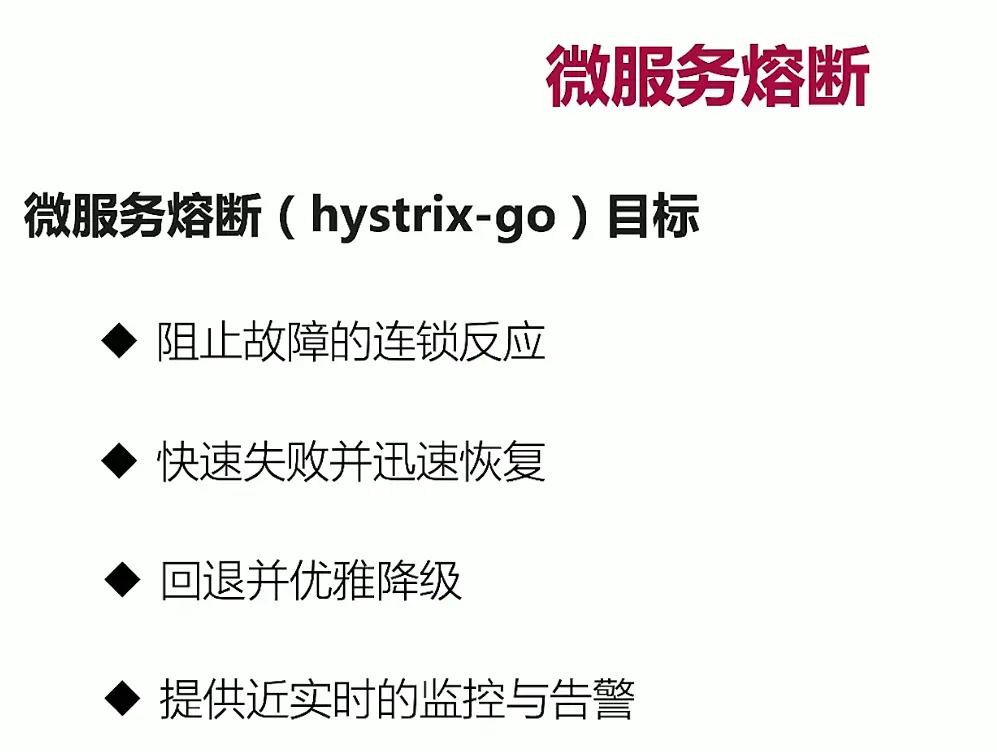 微服务熔断
微服务熔断（hystrix-go）目标
◆ 阻止故障的连锁反应
◆ 快速失败并迅速恢复
◆ 回退并优雅降级
◆ 提供近实时的监控与告警